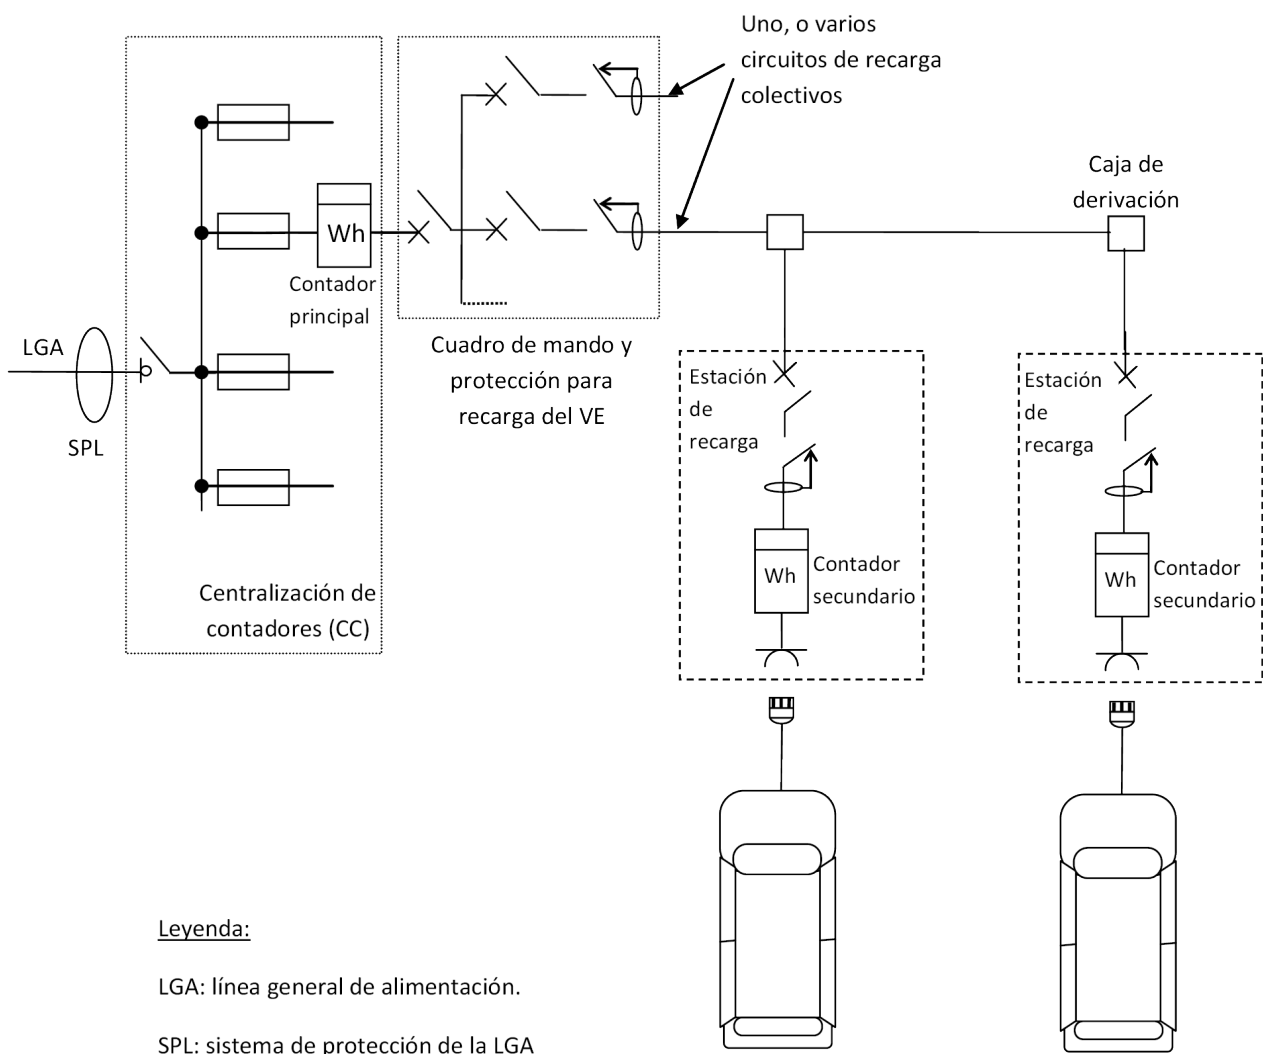 Uno, o varios
circuitos de recarga
colectivos
Caja de
derivación
Wh
Contador
principal
LGA
SPL
Cuadro de mando y
protección para
recarga del VE
Centralización de
contadores (CC)
Estación
de
recarga
Wh
Contador
secundario
Estación
de
recarga
Wh
Contador
secundario
Leyenda:
LGA: línea general de alimentación.
SPL: sistema de protección de la LGA